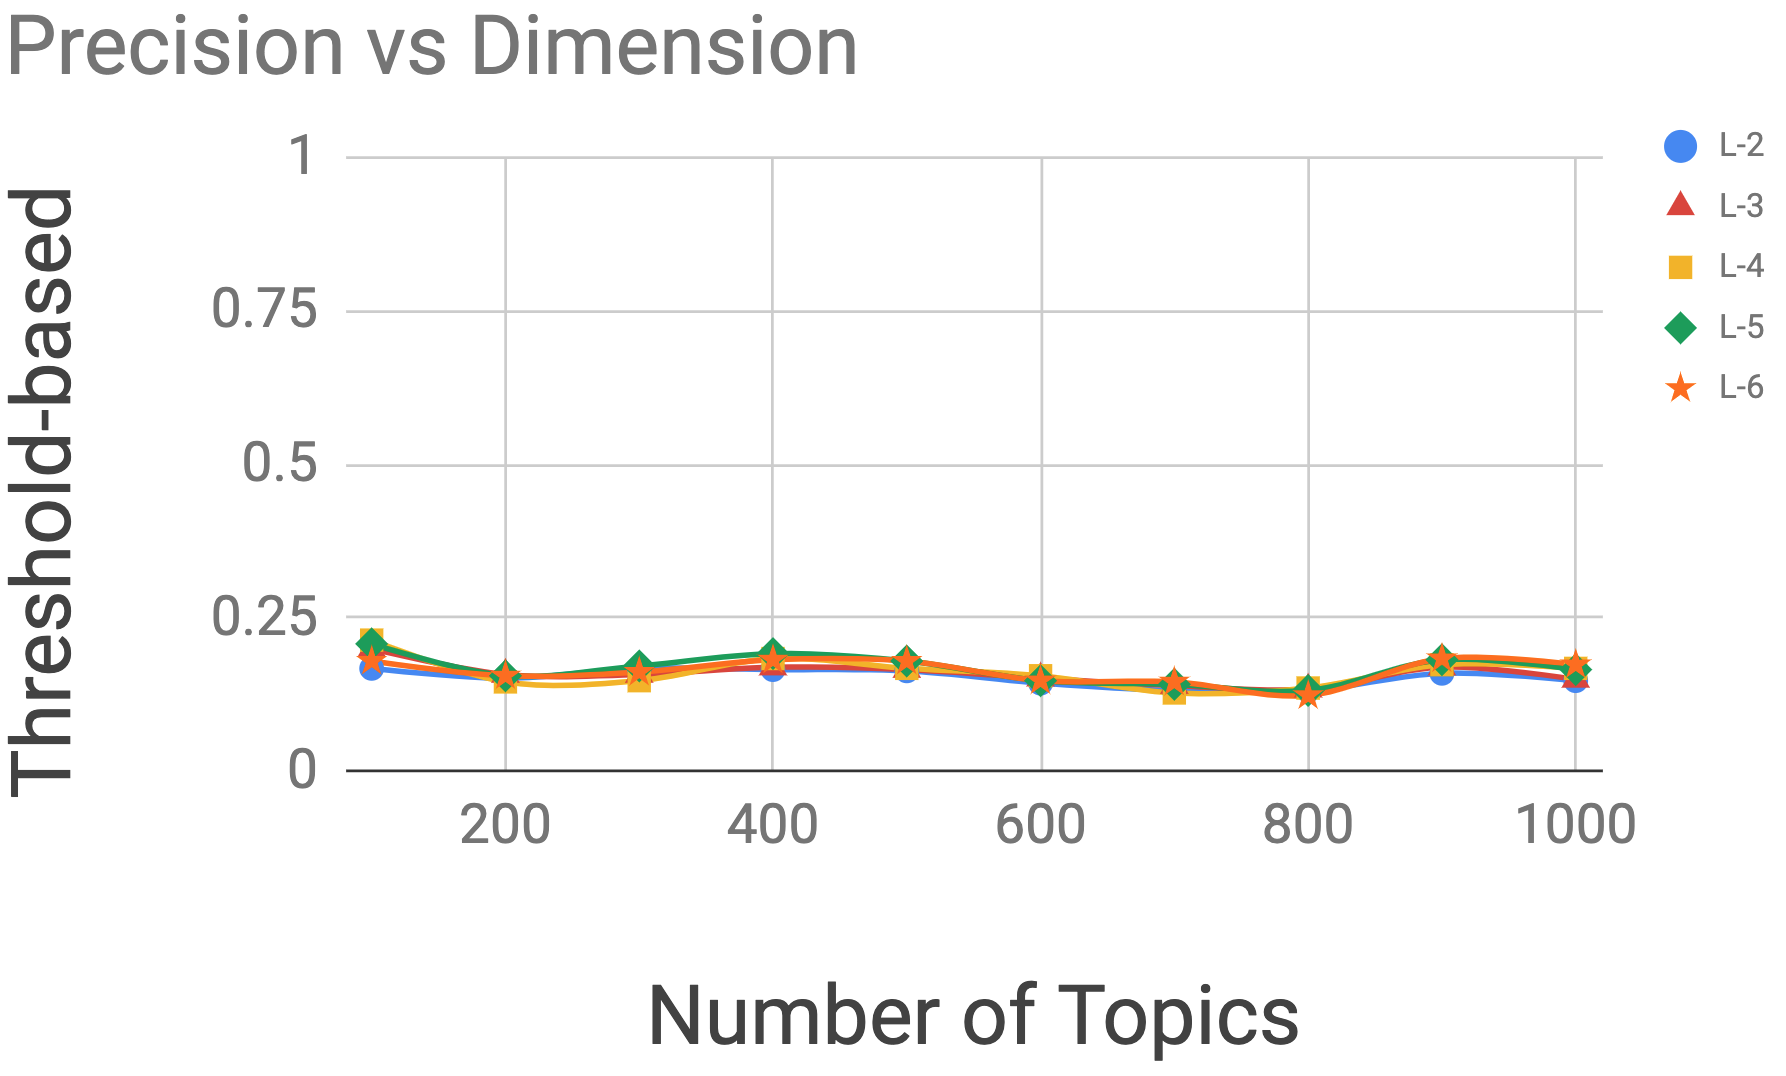 Precision vs Dimension
Threshold-based
1
0.75
0.5
0.25
0
200 400 600 800 1000
Number of Topics
L-2
L-3
L-4
L-5
L-6